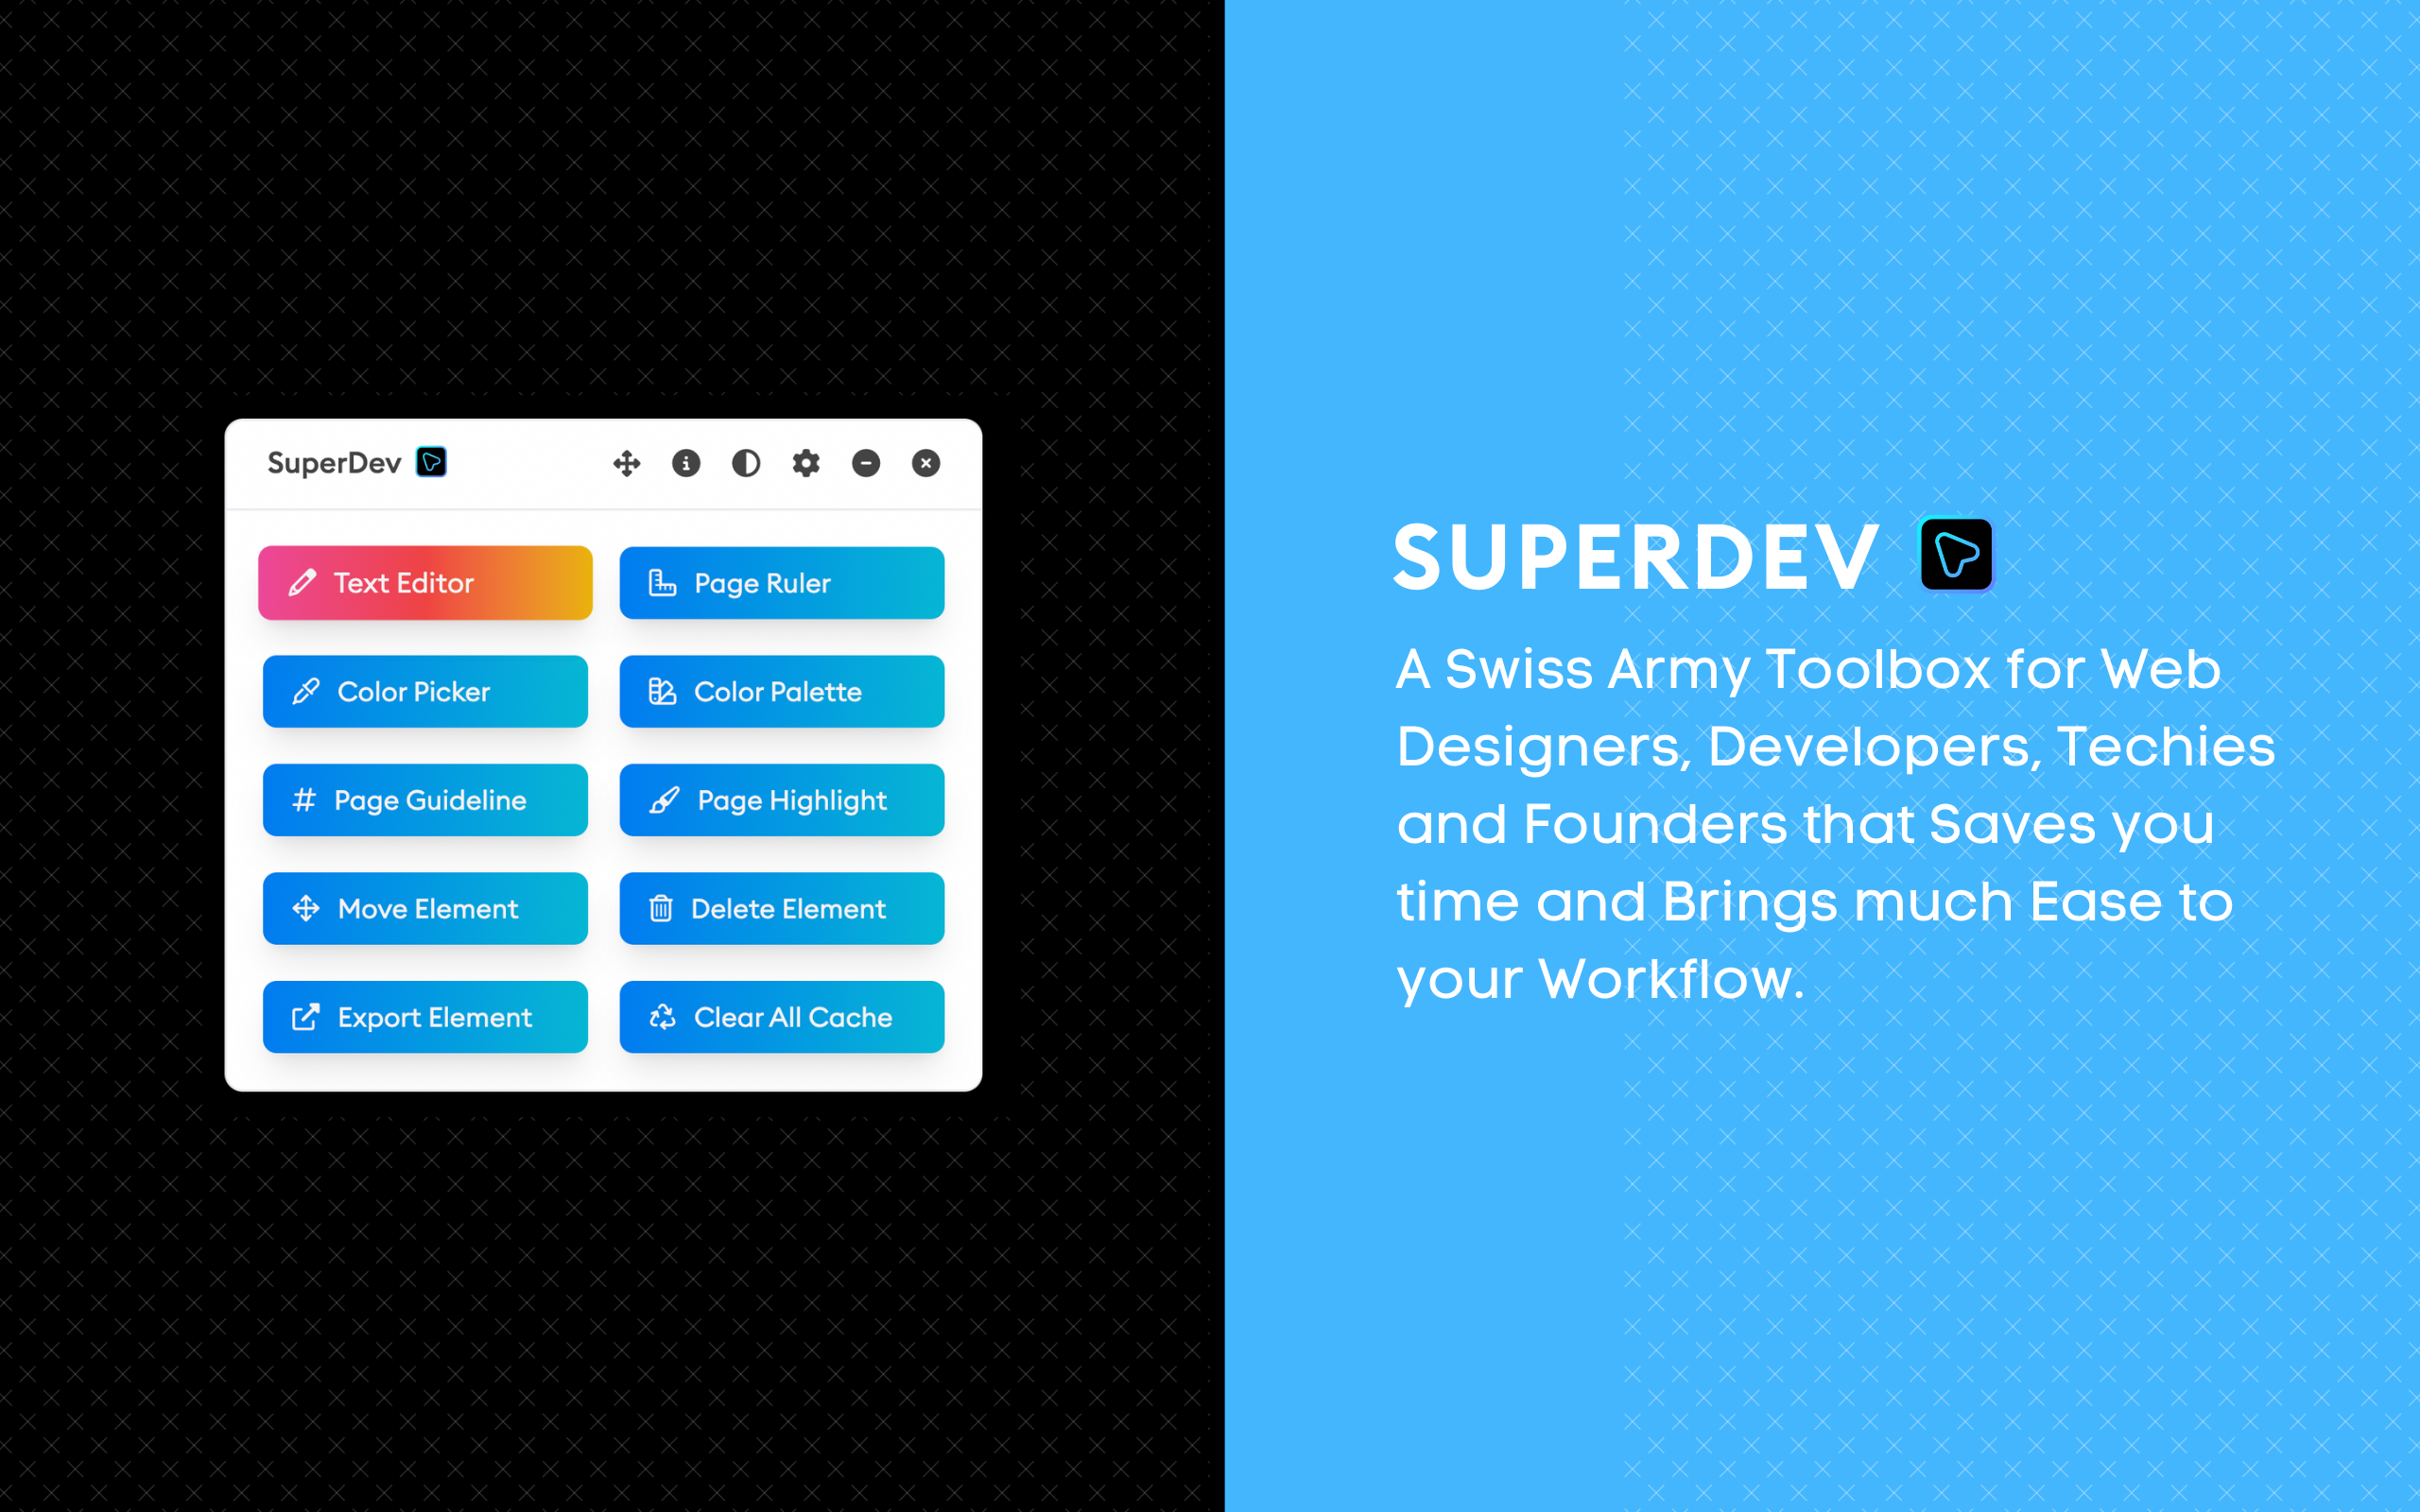 SuperDev
Text Editor
Page Ruler
Color Picker
Color Palette
# Page Guideline
Page Highlight
Move Element
Delete Element
Export Element
Clear All Cache
SUPERDEV
A Swiss Army Toolbox for Web
Designers, Developers, Techies
and Founders that Saves you
time and Brings much Ease to
your Workflow.